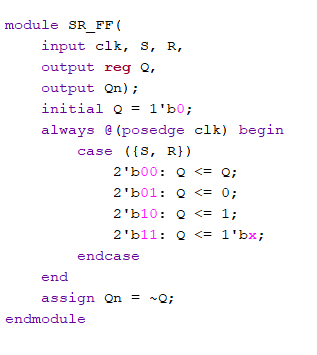 module SR_FF(
    input clk, S, R,
    output reg Q,
    output Qn);
    initial Q = 1'b0;
    always @(posedge clk) begin
        case ({S, R})
            2'b00: Q <= Q;
            2'b01: Q <= 0;
            2'b10: Q <= 1;
            2'b11: Q <= 1'bx;
        endcase
    end
    assign Qn = ~Q;
endmodule